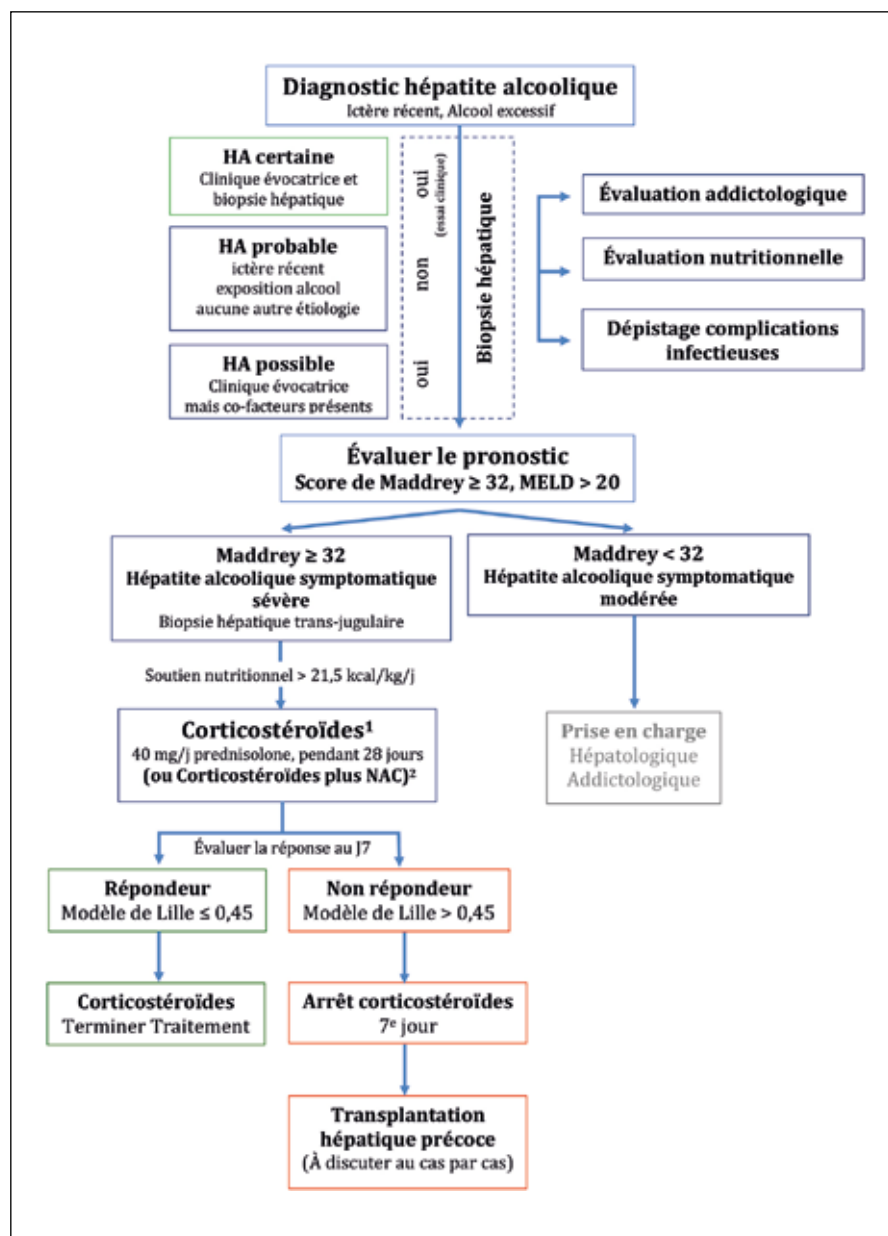 Diagnostic hépatite alcoolique
Ictère récent, Alcool excessif
HA certaine
Clinique évocatrice et
biopsie hépatique
HA probable
ictère récent
exposition alcool
aucune autre étiologie
HA possible
Clinique évocatrice
mais co-facteurs présents
oui
(essai clinique)
non
oui
Biopsie hépatique
Évaluation addictologique
Évaluation nutritionnelle
Dépistage complications
infectieuses
Évaluer le pronostic
Score de Maddrey ≥ 32, MELD > 20
Maddrey ≥ 32
Hépatite alcoolique symptomatique
sévère
Biopsie hépatique trans-jugulaire
Maddrey < 32
Hépatite alcoolique symptomatique
modérée
Soutien nutritionnel > 21,5 kcal/kg/j
Corticostéroïdes¹
40 mg/j prednisolone, pendant 28 jours
(ou Corticostéroïdes plus NAC)²
Prise en charge
Hépatologique
Addictologique
Évaluer la réponse au J7
Répondeur
Modèle de Lille ≤ 0,45
Non répondeur
Modèle de Lille > 0,45
Corticostéroïdes
Terminer Traitement
Arrêt corticostéroïdes
7ᵉ jour
Transplantation
hépatique précoce
(À discuter au cas par cas)